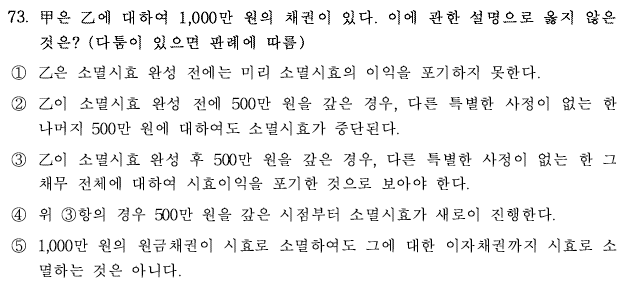 73. 甲은 乙에 대하여 1,000만 원의 채권이 있다. 이에 관한 설명으로 옳지 않은
것은? (다툼이 있으면 판례에 따름)
① 乙은 소멸시효 완성 전에는 미리 소멸시효의 이익을 포기하지 못한다.
② 乙이 소멸시효 완성 전에 500만 원을 갚은 경우, 다른 특별한 사정이 없는 한
나머지 500만 원에 대하여도 소멸시효가 중단된다.
③ 乙이 소멸시효 완성 후 500만 원을 갚은 경우, 다른 특별한 사정이 없는 한 그
채무 전체에 대하여 시효이익을 포기한 것으로 보아야 한다.
④ 위 ③항의 경우 500만 원을 갚은 시점부터 소멸시효가 새로이 진행한다.
⑤ 1,000만 원의 원금채권이 시효로 소멸하여도 그에 대한 이자채권까지 시효로 소
멸하는 것은 아니다.